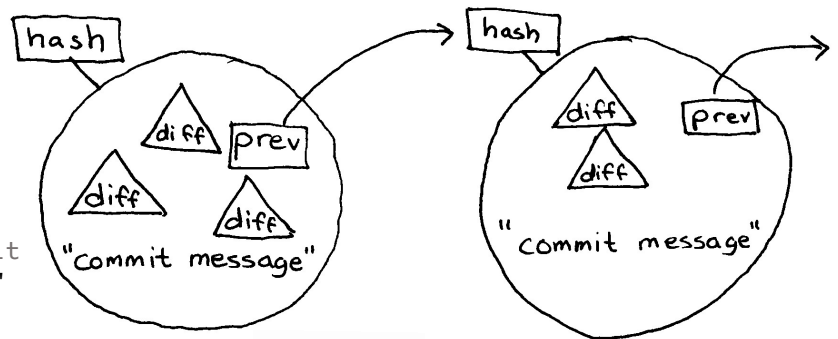 hash
diff
prev
diff
diff
"commit message"
hash
diff
prev
diff
"commit message"